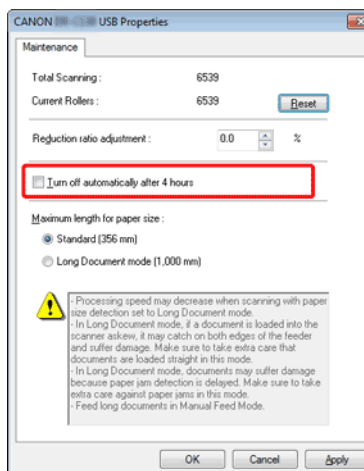 CANON USB Properties
Maintenance
Total Scanning : 6539
Current Rollers : 6539 Reset
Reduction ratio adjustment : 0.0 %
Turn off automatically after 4 hours
Maximum length for paper size :
Standard (356 mm)
Long Document mode (1,000 mm)
- Processing speed may decrease when scanning with paper
size detection set to Long Document mode.
- In Long Document mode, if a document is loaded into the
scanner askew, it may catch on both edges of the feeder
and suffer damage. Make sure to take extra care that
documents are loaded straight in this mode.
- In Long Document mode, documents may suffer damage
because paper jam detection is delayed. Make sure to take
extra care against paper jams in this mode.
- Feed long documents in Manual Feed Mode.
OK Cancel Apply